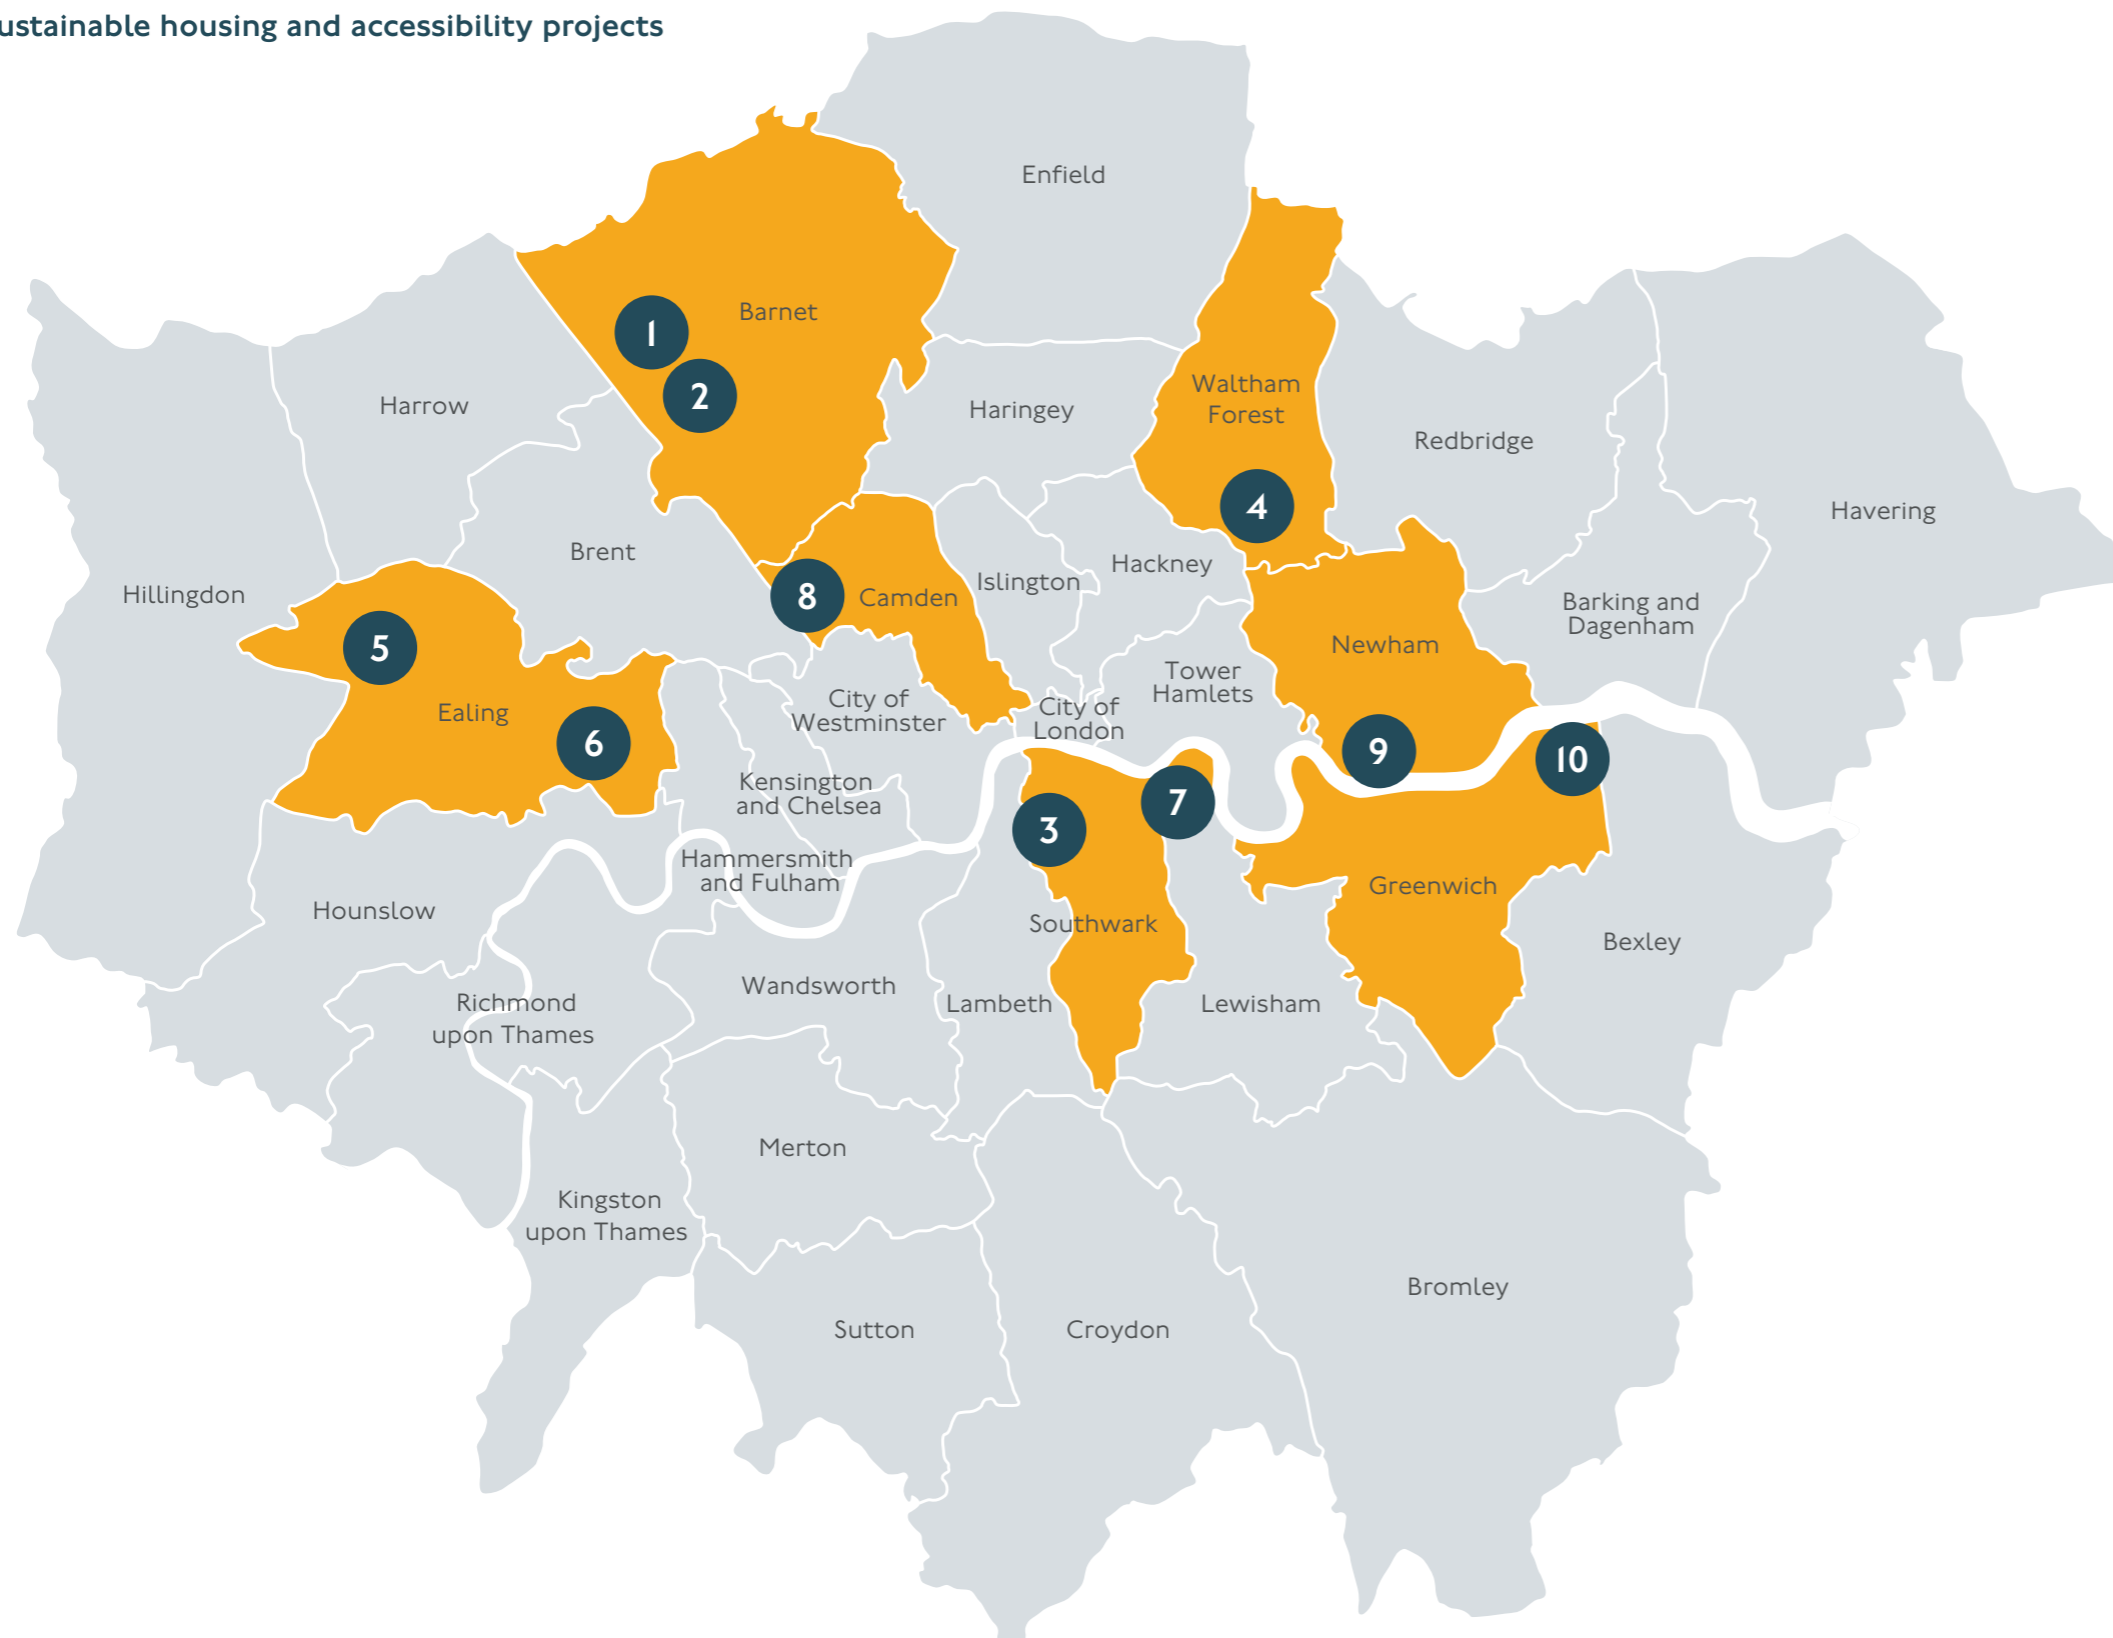 ustainable housing and accessibility projects
Enfield
Barnet
1
2
Harrow
Haringey
Waltham
Forest
4
Redbridge
Havering
Brent
Hillingdon
8
Camden
Islington
Hackney
Barking and
Dagenham
5
Newham
Ealing
6
City of
Westminster
City of
London
Tower
Hamlets
9
10
Kensington
and Chelsea
3
7
Hammersmith
and Fulham
Greenwich
Hounslow
Southwark
Bexley
Wandsworth
Richmond
upon Thames
Lambeth
Lewisham
Merton
Kingston
upon Thames
Bromley
Sutton
Croydon